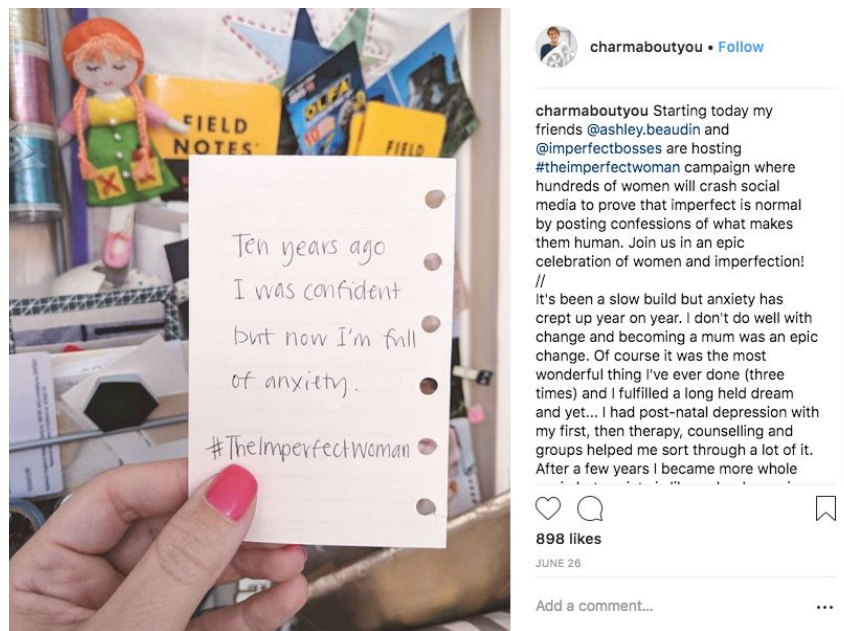 FIELD
NOTES
OLFA
FIELD
Ten years ago
I was confident
but now I'm full
of anxiety.
#TheImperfectWoman
charmaboutyou • Follow
charmaboutyou Starting today my
friends @ashley.beaudin and
@imperfectbosses are hosting
#theimperfectwoman campaign where
hundreds of women will crash social
media to prove that imperfect is normal
by posting confessions of what makes
them human. Join us in an epic
celebration of women and imperfection!
//
It's been a slow build but anxiety has
crept up year on year. I don't do well with
change and becoming a mum was an epic
change. Of course it was the most
wonderful thing I've ever done (three
times) and I fulfilled a long held dream
and yet... I had post-natal depression with
my first, then therapy, counselling and
groups helped me sort through a lot of it.
After a few years I became more whole
898 likes
JUNE 26
Add a comment...